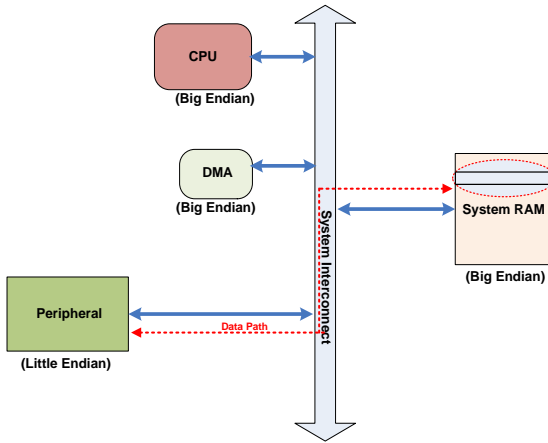 CPU
(Big Endian)
DMA
(Big Endian)
System Interconnect
System RAM
(Big Endian)
Peripheral
Data Path
(Little Endian)